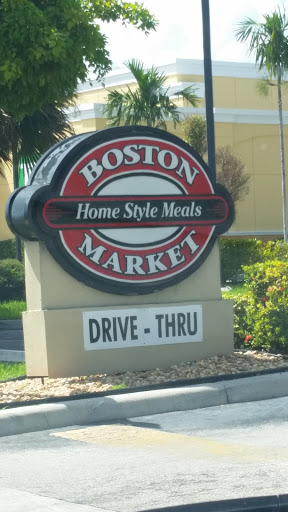 BOSTON
Home Style Meals
MARKET
DRIVE - THRU